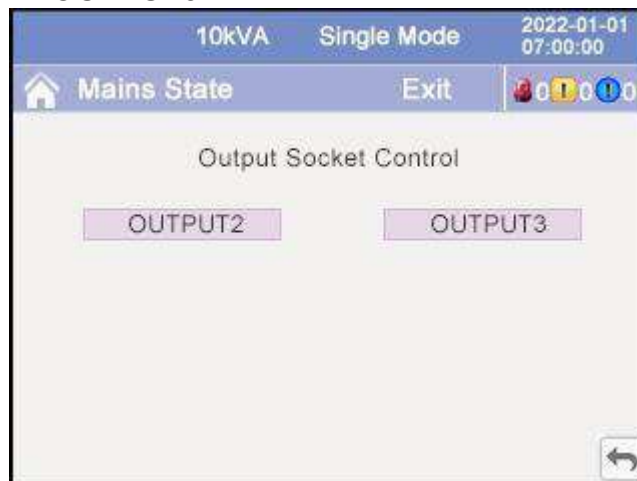 10kVA Single Mode 2022-01-01
07:00:00
Mains State Exit 0 0 0
Output Socket Control
OUTPUT2 OUTPUT3